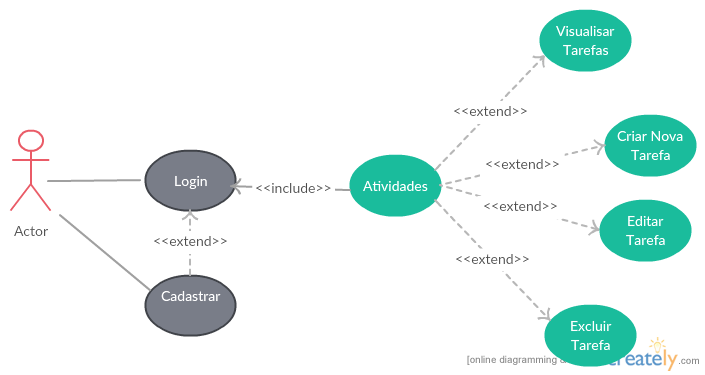 Visualisar
Tarefas
<<extend>>
Criar Nova
Tarefa
<<extend>>
Login
<<include>>
Atividades
<<extend>>
Editar
Tarefa
Actor
<<extend>>
<<extend>>
Cadastrar
Excluir
Tarefa
[online diagramming
creately.com